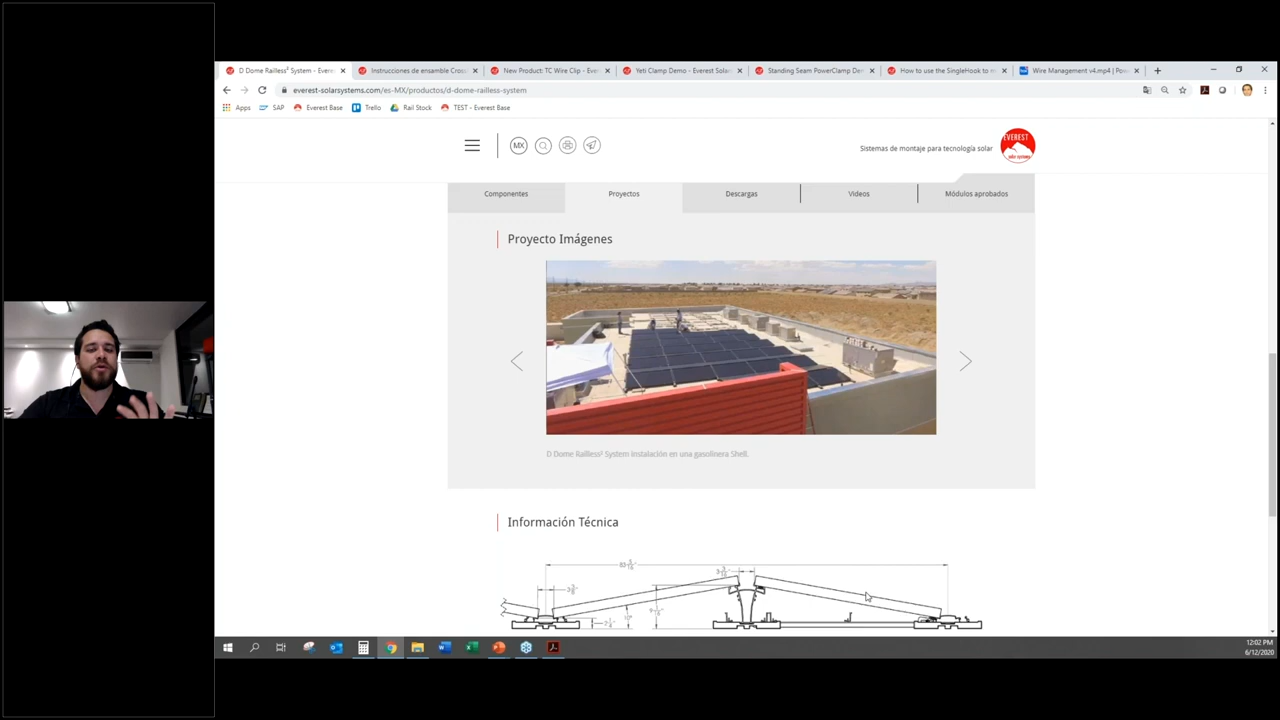 D Dome Railless² System - Everes
Instrucciones de ensamble Cross
New Product: TC Wire Clip - Everes
Yeti Clamp Demo - Everest Solar
Standing Seam PowerClamp Dem
How to use the SingleHook to m
Wire Management v4.mp4 | Pow
everest-solarsystems.com/es-MX/productos/d-dome-railless-system
Apps
SAP
Everest Base
Trello
Rail Stock
TEST - Everest Base
MX
Sistemas de montaje para tecnología solar
EVEREST
Componentes
Proyectos
Descargas
Videos
Módulos aprobados
Proyecto Imágenes
D Dome Railless² System instalación en una gasolinera Shell.
Información Técnica
10°
12:02 PM
6/12/2020